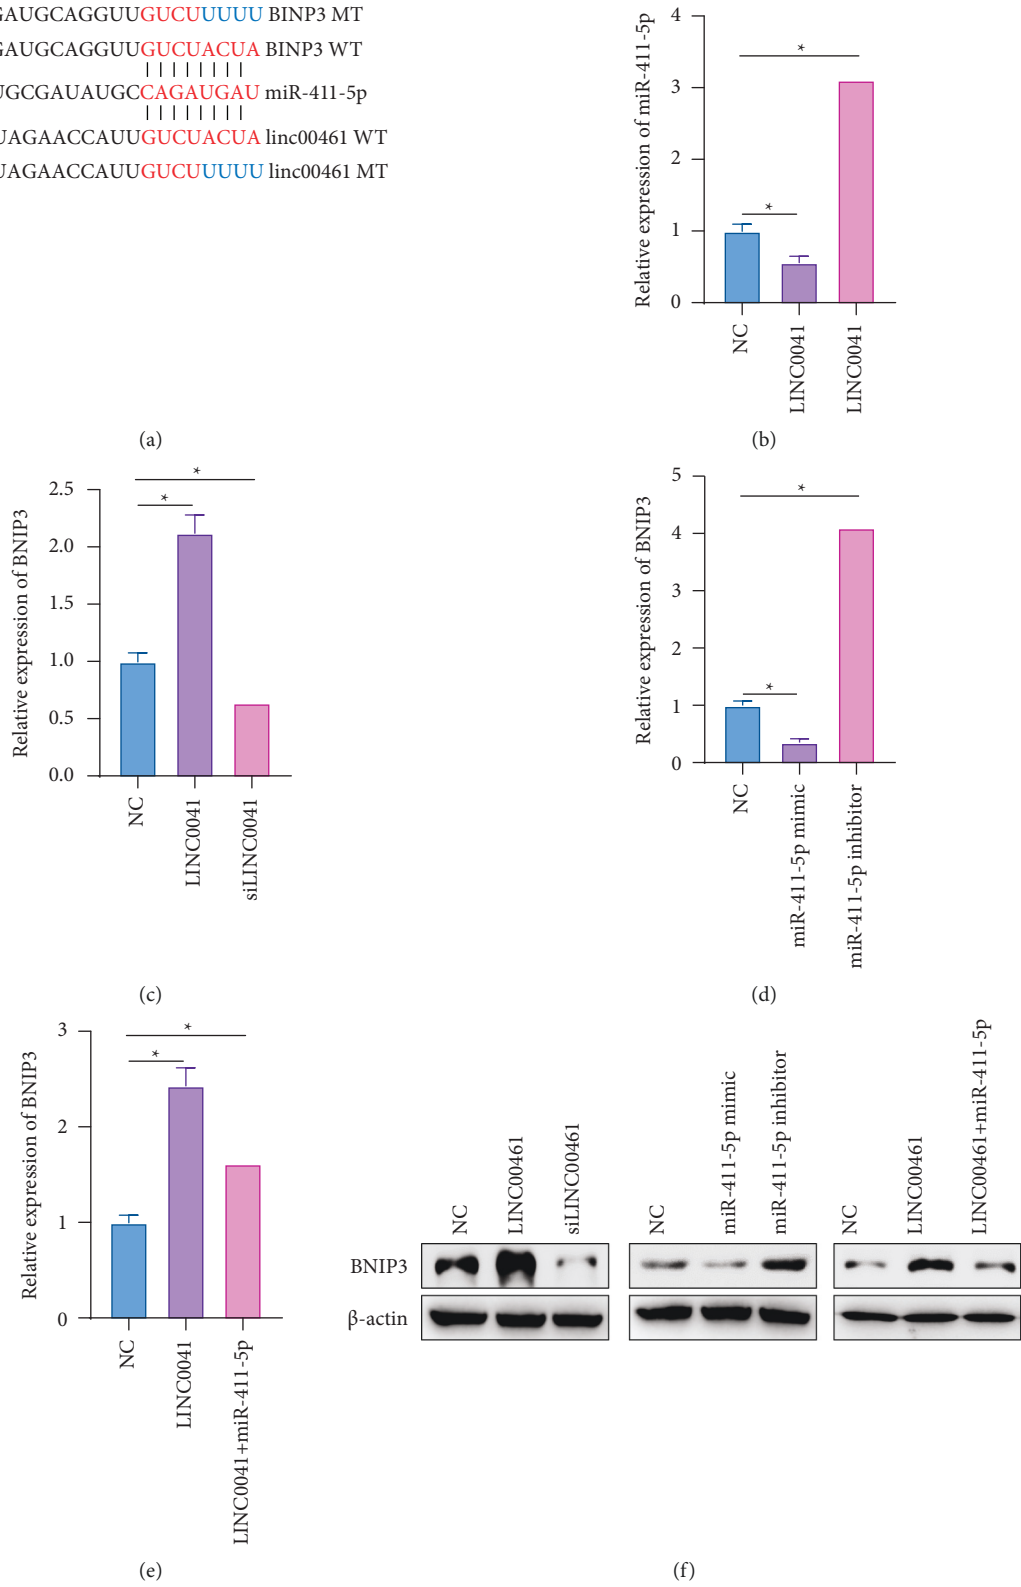 GAUGCAGGUUGUCUUUUU BINP3 MT
GAUGCAGGUUGUCUACUA BINP3 WT
UGCGAUAUGCCAGAUGAU miR-411-5p
UAGAACCAUUGUCUACUA linc00461 WT
UAGAACCAUUGUCUUUUU linc00461 MT
(a)
Relative expression of miR-411-5p
4
3
2
1
0
*
*
NC
LINC0041
LINC0041
(b)
Relative expression of BNIP3
2.5
2.0
1.5
1.0
0.5
0.0
*
*
NC
LINC0041
siLINC0041
(c)
Relative expression of BNIP3
5
4
3
2
1
0
*
*
NC
miR-411-5p mimic
miR-411-5p inhibitor
(d)
Relative expression of BNIP3
3
2
1
0
*
*
NC
LINC0041
LINC0041+miR-411-5p
(e)
NC
LINC00461
siLINC00461
NC
miR-411-5p mimic
miR-411-5p inhibitor
NC
LINC00461
LINC00461+miR-411-5p
BNIP3
β-actin
(f)